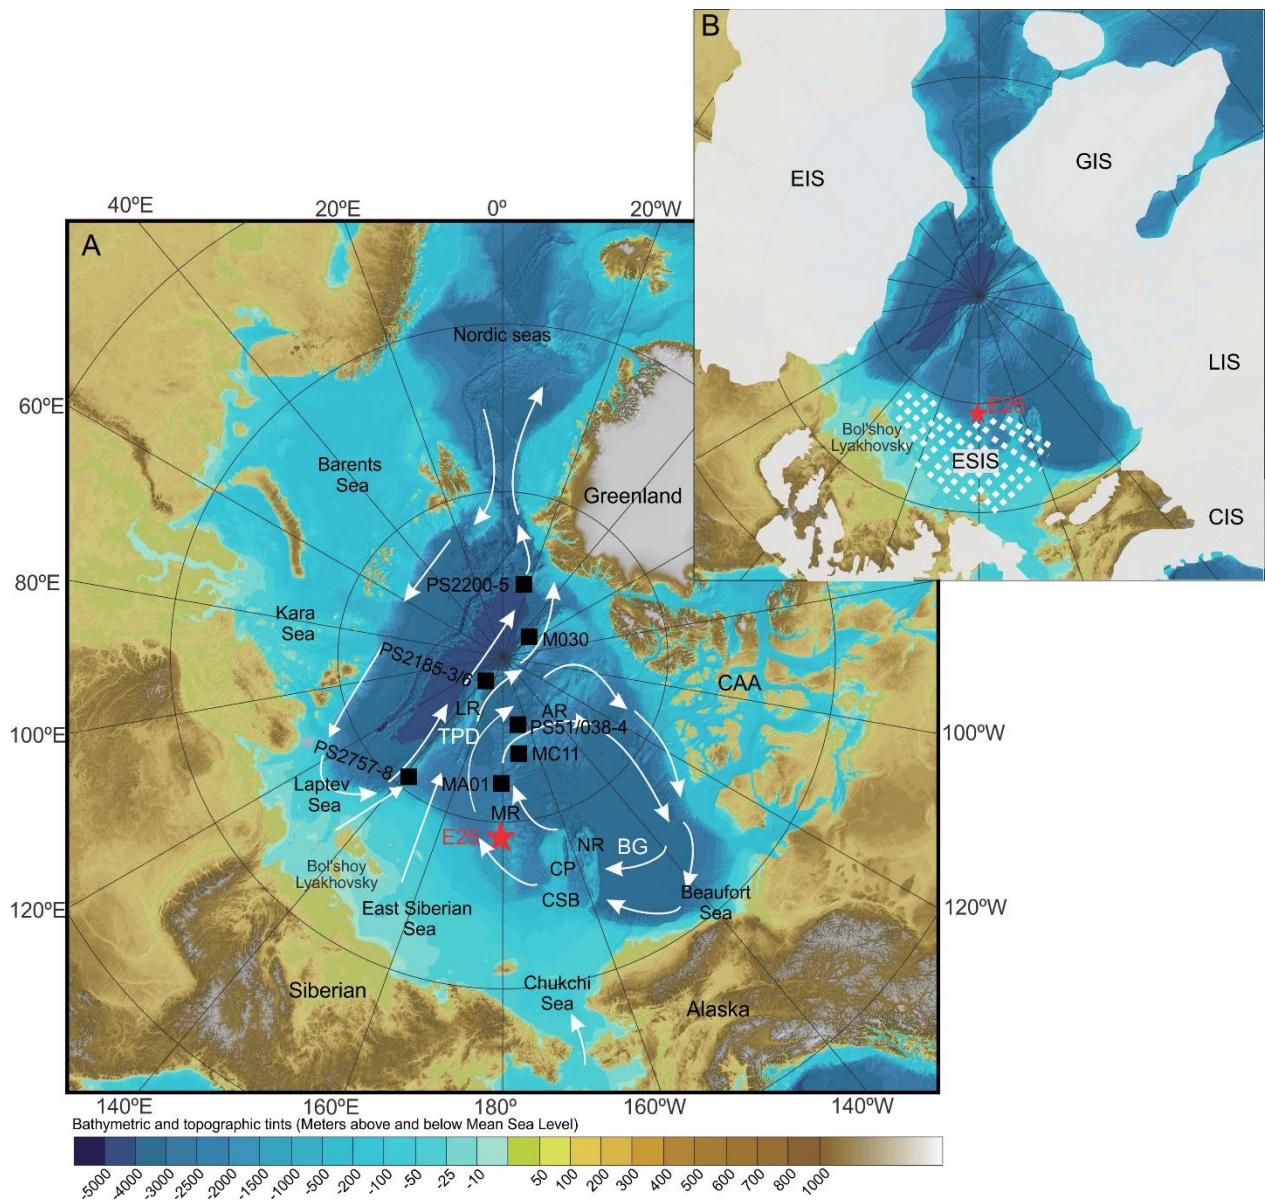 B
EIS
GIS
LIS
E25
Bol'shoy
Lyakhovsky
ESIS
CIS
40ºE
20ºE
0º
20ºW
A
Nordic seas
60ºE
Barents
Sea
Greenland
80ºE
PS2200-5
Kara
Sea
M030
PS2185-3/6
CAA
LR
AR
PS51/038-4
TPD
100ºE
100ºW
PS2757-8
MC11
Laptev
Sea
MA01
MR
E25
NR
BG
Bol'shoy
Lyakhovsky
CP
CSB
Beaufort
Sea
120ºE
120ºW
East Siberian
Sea
Chukchi
Sea
Siberian
Alaska
140ºE
160ºE
180º
160ºW
140ºW
Bathymetric and topographic tints (Meters above and below Mean Sea Level)
-5000 -4000 -3000 -2000 -1500 -1000 -500 -200 -100 -50 -25 -10 50 100 200 300 400 500 600 700 800 1000